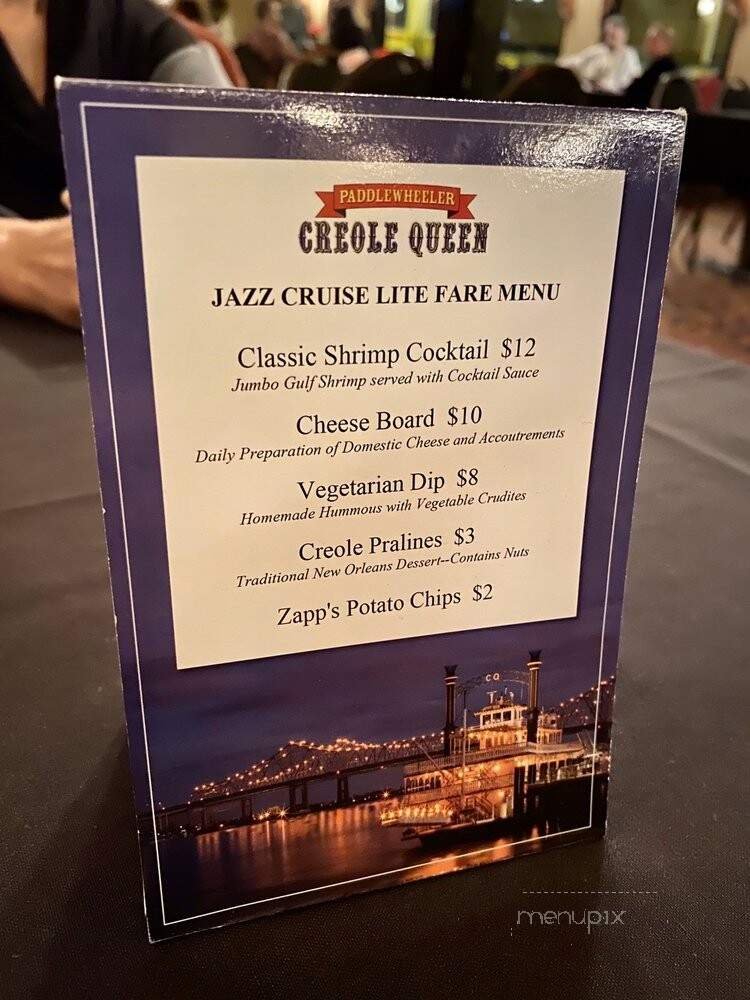 PADDLEWHEELER
CREOLE QUEEN
JAZZ CRUISE LITE FARE MENU
Classic Shrimp Cocktail $12
Jumbo Gulf Shrimp served with Cocktail Sauce
Cheese Board $10
Daily Preparation of Domestic Cheese and Accoutrements
Vegetarian Dip $8
Homemade Hummous with Vegetable Crudites
Creole Pralines $3
Traditional New Orleans Dessert--Contains Nuts
Zapp's Potato Chips $2
CQ
menupix